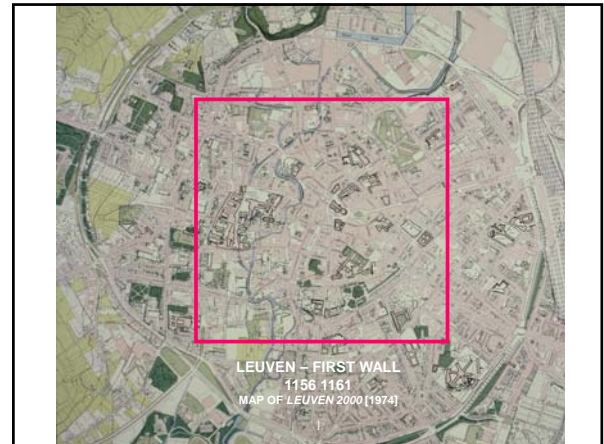 LEUVEN – FIRST WALL
1156 1161
MAP OF LEUVEN 2000 [1974]
]